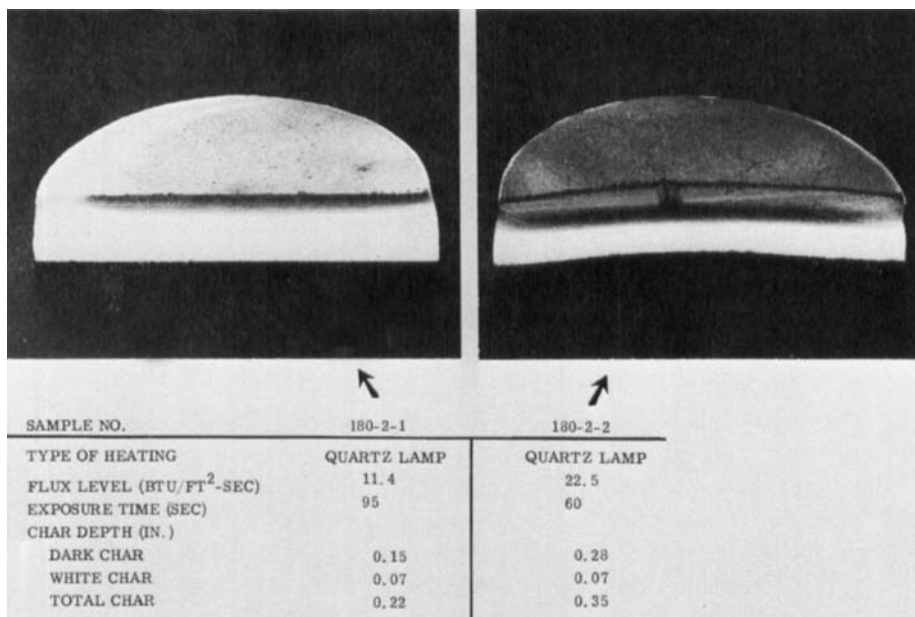 SAMPLE NO. 180-2-1 180-2-2
TYPE OF HEATING QUARTZ LAMP QUARTZ LAMP
FLUX LEVEL (BTU/FT²-SEC) 11.4 22.5
EXPOSURE TIME (SEC) 95 60
CHAR DEPTH (IN.)
DARK CHAR 0.15 0.28
WHITE CHAR 0.07 0.07
TOTAL CHAR 0.22 0.35